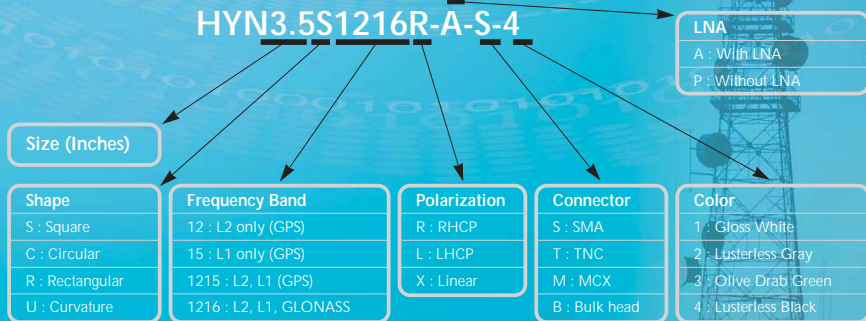 HYN3.5S1216R-A-S-4
LNA
A : With LNA
P : Without LNA
Size (Inches)
Shape
S : Square
C : Circular
R : Rectangular
U : Curvature
Frequency Band
12 : L2 only (GPS)
15 : L1 only (GPS)
1215 : L2, L1 (GPS)
1216 : L2, L1, GLONASS
Polarization
R : RHCP
L : LHCP
X : Linear
Connector
S : SMA
T : TNC
M : MCX
B : Bulk head
Color
1 : Gloss White
2 : Lusterless Gray
3 : Olive Drab Green
4 : Lusterless Black